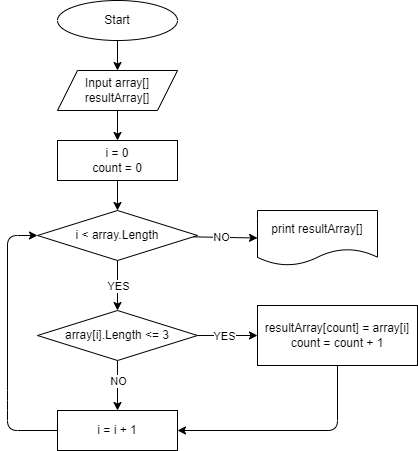 Start
Input array[]
resultArray[]
i = 0
count = 0
i < array.Length
NO
print resultArray[]
YES
array[i].Length <= 3
YES
resultArray[count] = array[i]
count = count + 1
NO
i = i + 1